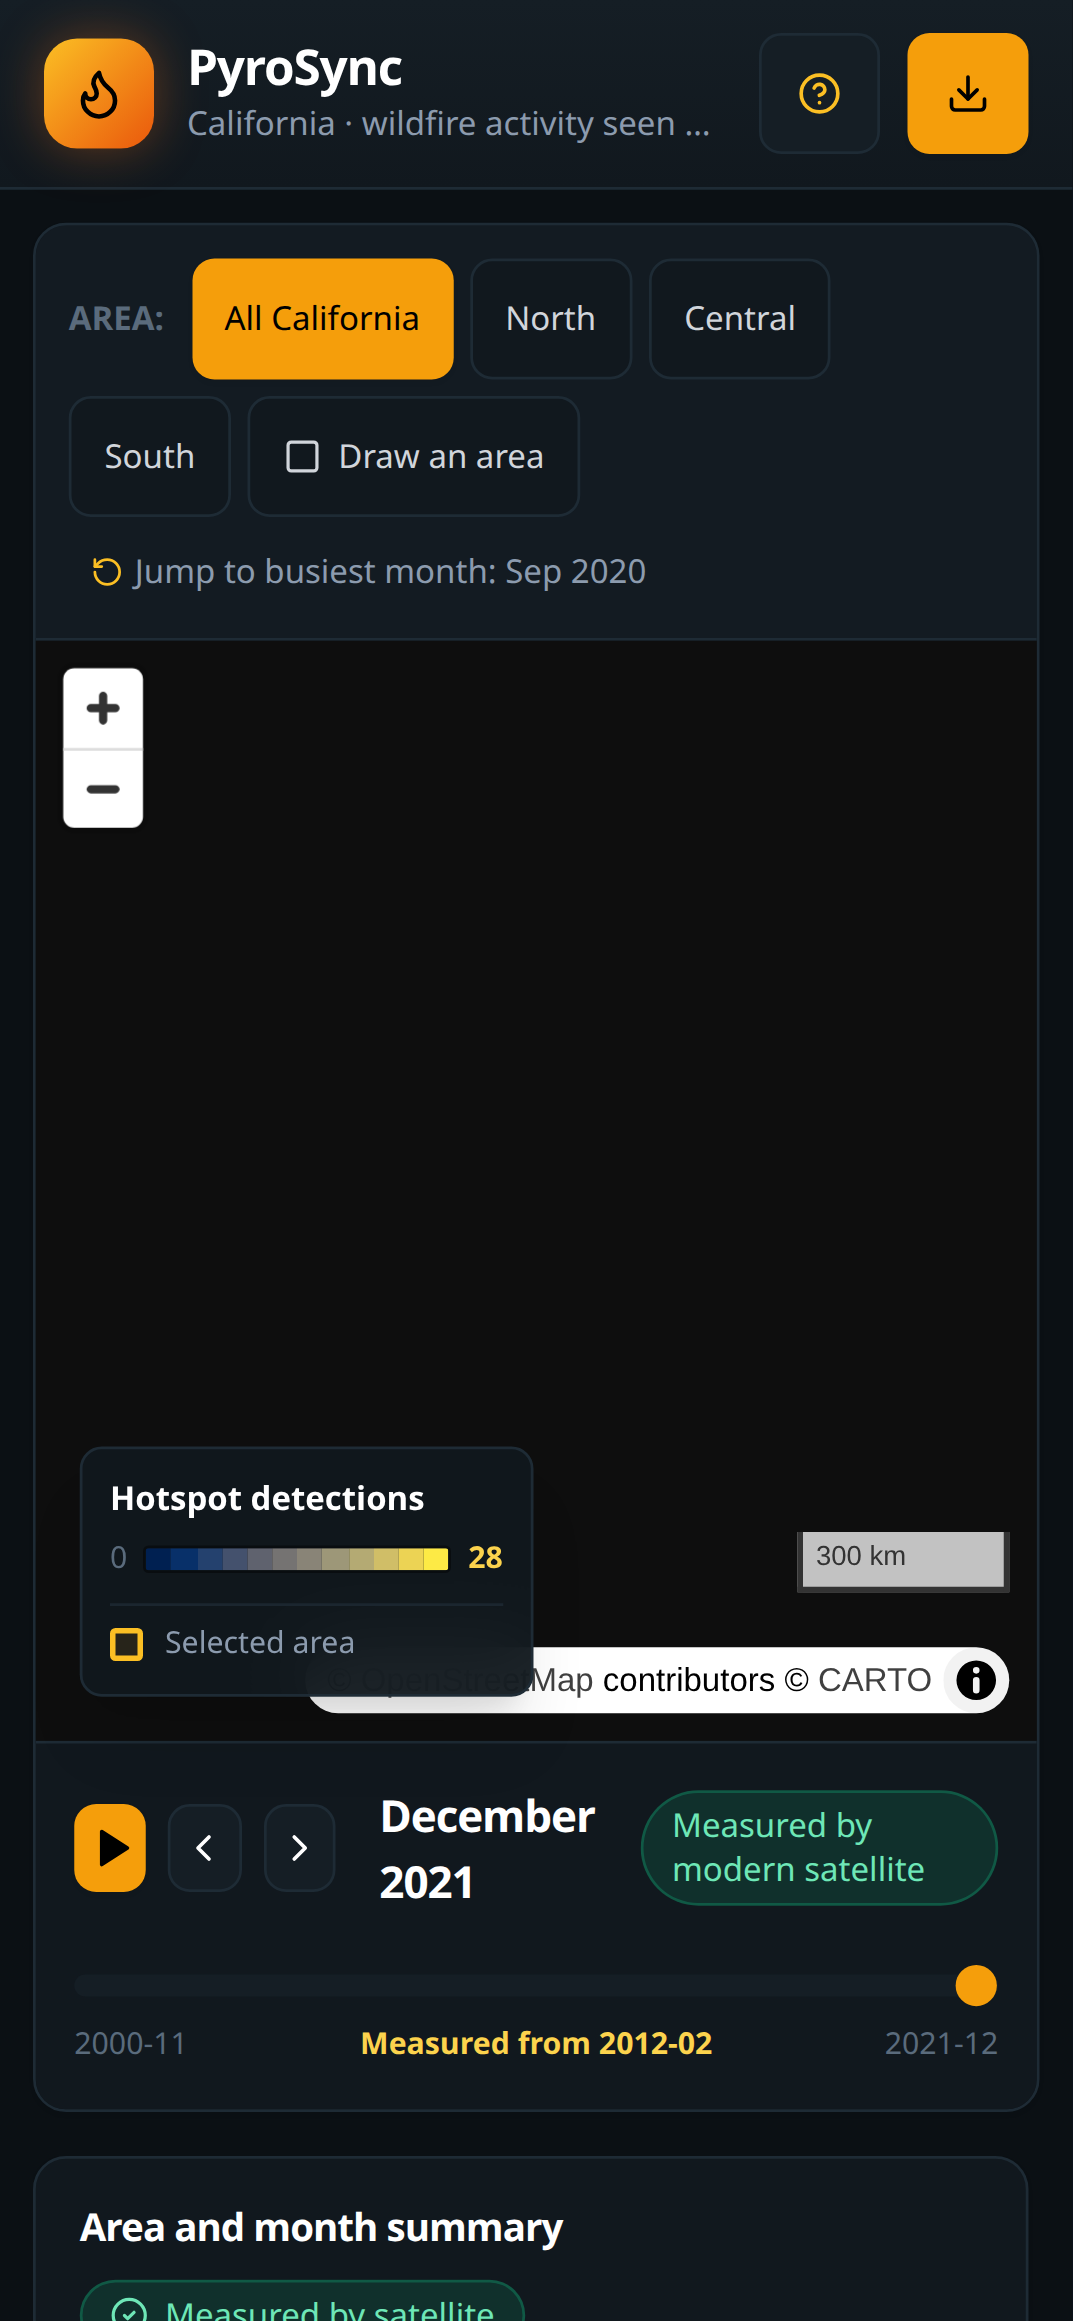 PyroSync
California · wildfire activity seen ...
AREA:
All California
North
Central
South
Draw an area
Jump to busiest month: Sep 2020
Hotspot detections
0
28
Selected area
300 km
© OpenStreetMap contributors © CARTO
December
2021
Measured by
modern satellite
2000-11
Measured from 2012-02
2021-12
Area and month summary
Measured by satellite